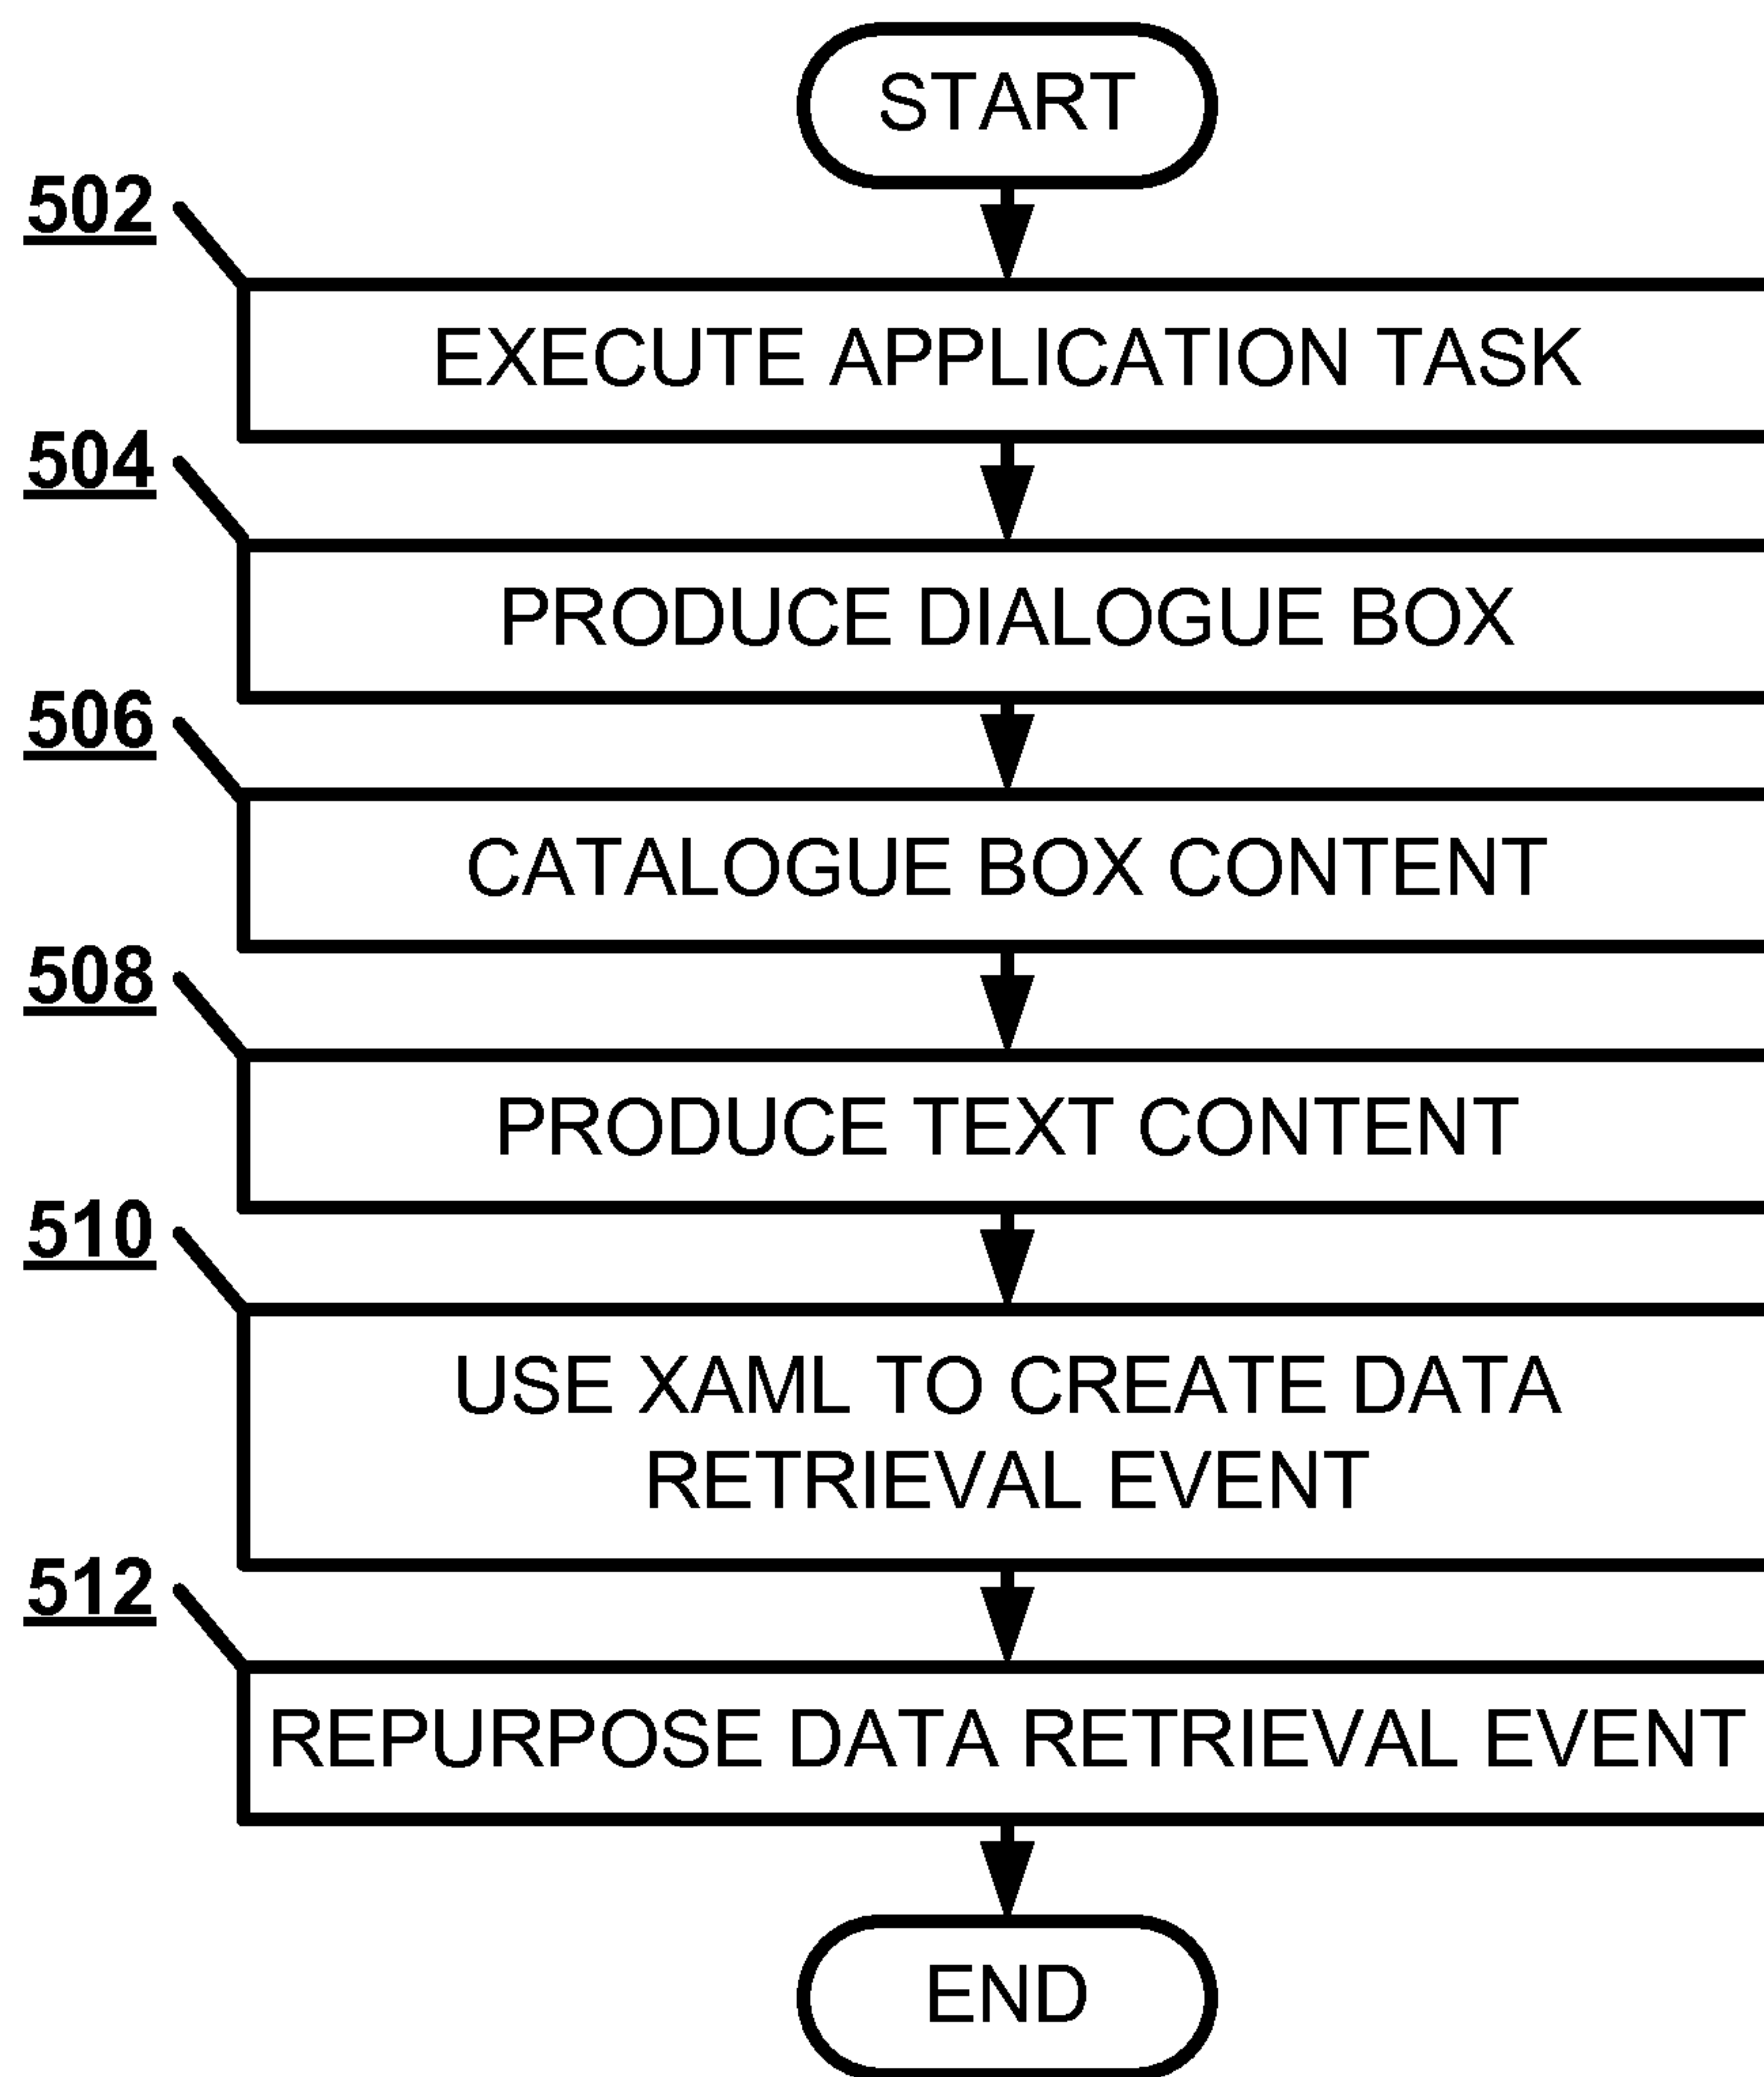 START
502
EXECUTE APPLICATION TASK
504
PRODUCE DIALOGUE BOX
506
CATALOGUE BOX CONTENT
508
PRODUCE TEXT CONTENT
510
USE XAML TO CREATE DATA
RETRIEVAL EVENT
512
REPURPOSE DATA RETRIEVAL EVENT
END